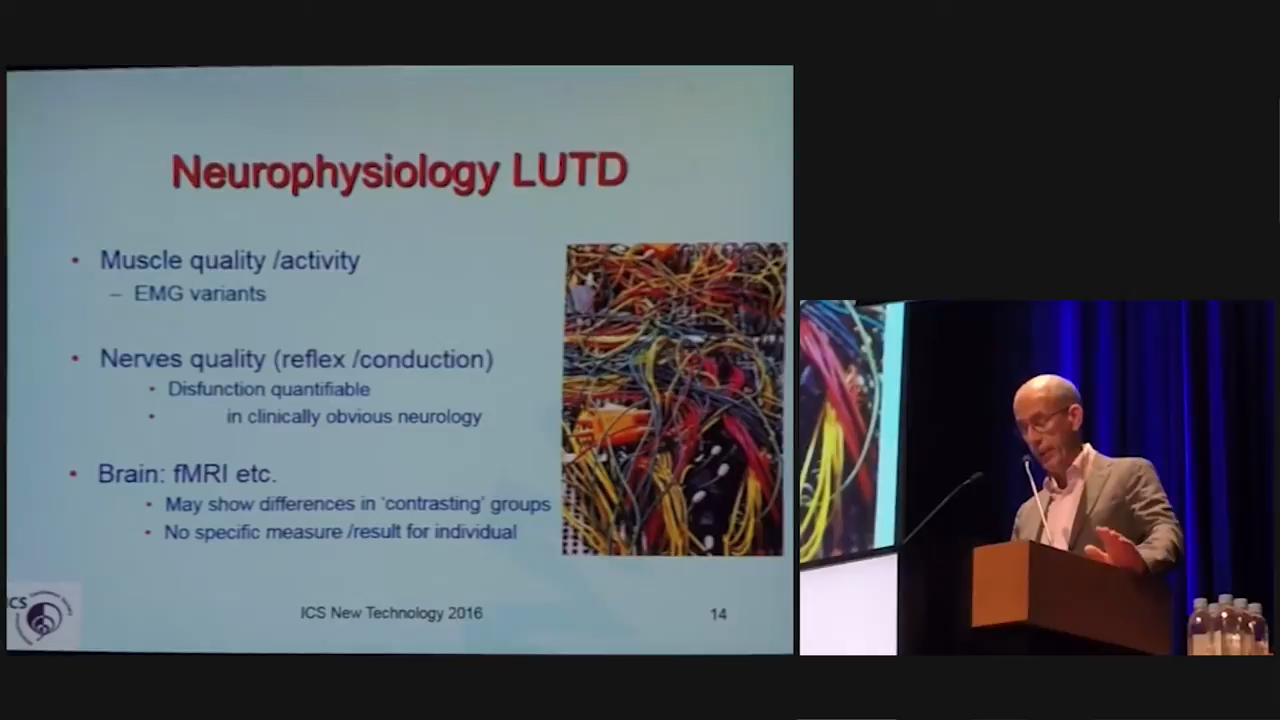 Neurophysiology LUTD
• Muscle quality /activity
– EMG variants
• Nerves quality (reflex /conduction)
• Disfunction quantifiable
• in clinically obvious neurology
• Brain: fMRI etc.
• May show differences in 'contrasting' groups
• No specific measure /result for individual
ICS
ICS New Technology 2016
14